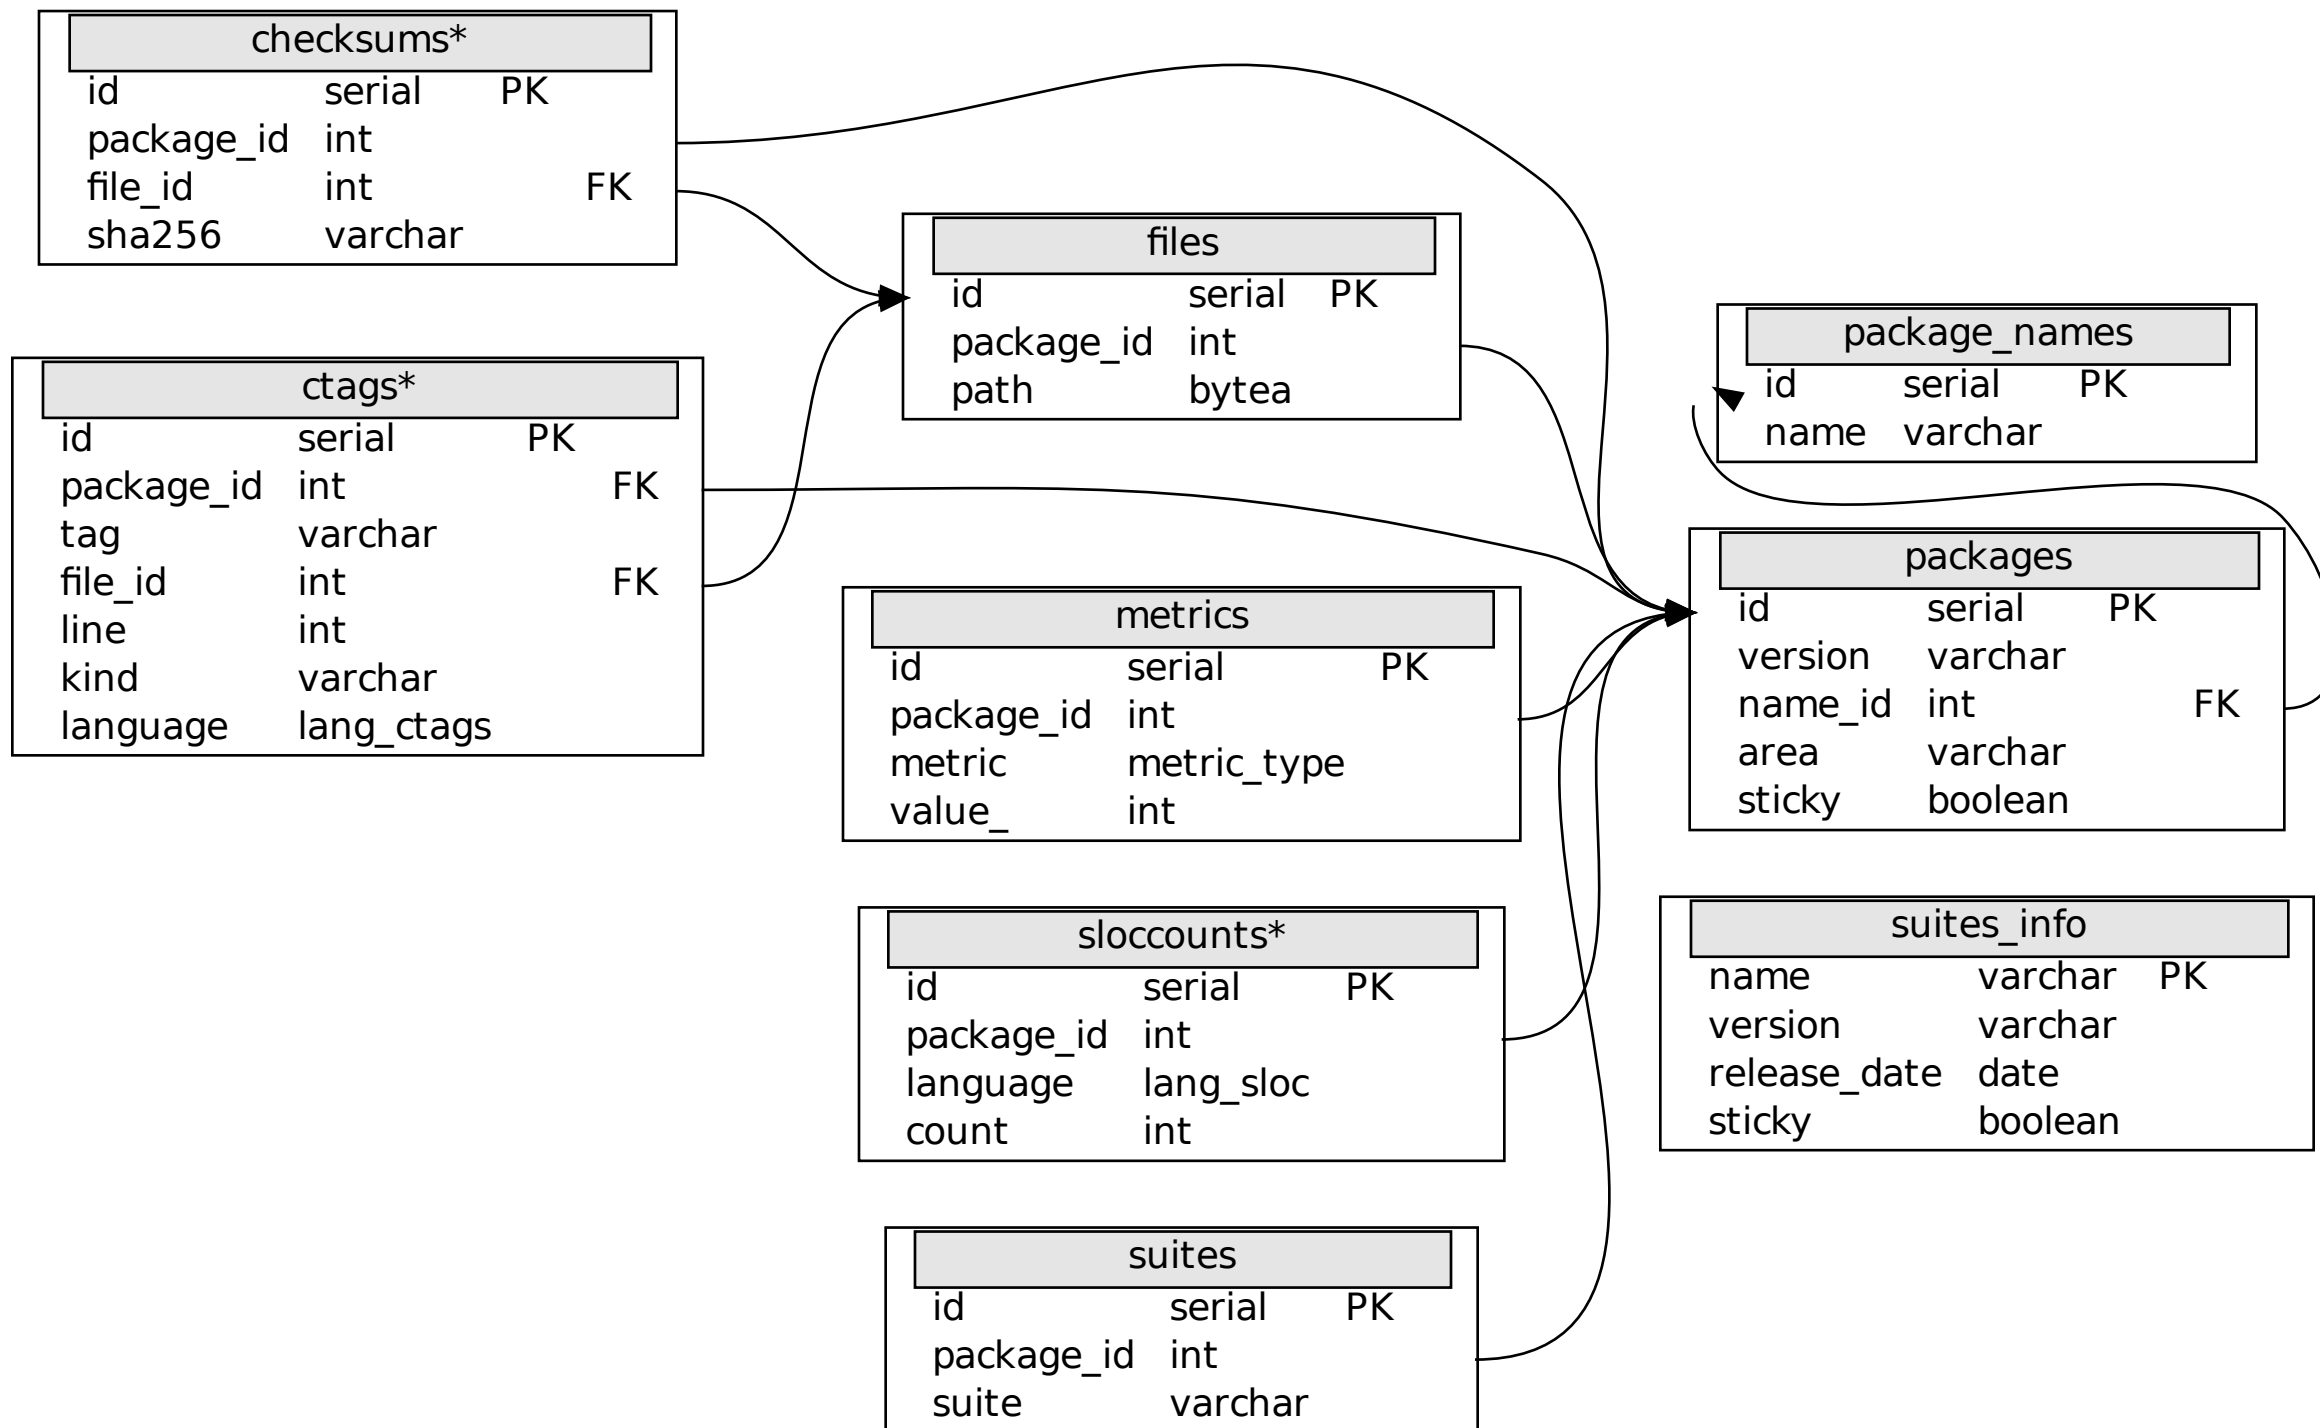 checksums*
id serial PK
package_id int
file_id int FK
sha256 varchar
ctags*
id serial PK
package_id int FK
tag varchar
file_id int FK
line int
kind varchar
language lang_ctags
files
id serial PK
package_id int
path bytea
metrics
id serial PK
package_id int
metric metric_type
value_ int
sloccounts*
id serial PK
package_id int
language lang_sloc
count int
suites
id serial PK
package_id int
suite varchar
package_names
id serial PK
name varchar
packages
id serial PK
version varchar
name_id int FK
area varchar
sticky boolean
suites_info
name varchar PK
version varchar
release_date date
sticky boolean